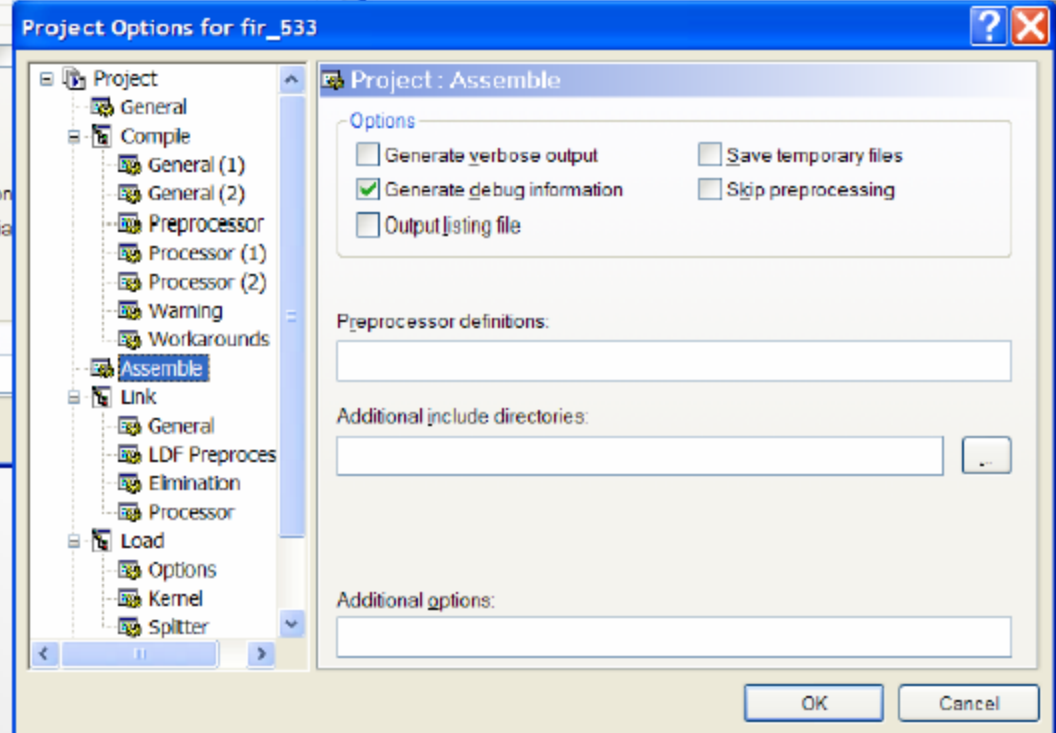 Project Options for fir_533
Project
General
Compile
General (1)
General (2)
Preprocessor
Processor (1)
Processor (2)
Warning
Workarounds
Assemble
Link
General
LDF Preproces
Elimination
Processor
Load
Options
Kernel
Splitter
Project : Assemble
Options
Generate verbose output
Save temporary files
Generate debug information
Skip preprocessing
Output listing file
Preprocessor definitions:
Additional include directories:
...
Additional options:
OK
Cancel